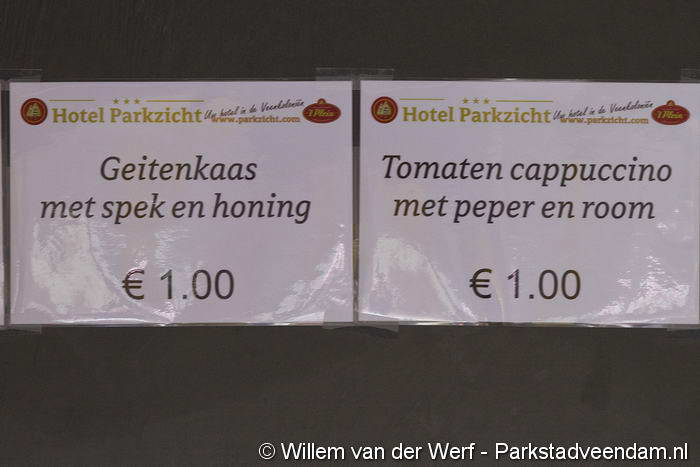 Hotel Parkzicht
Uw hotel in de Veenkoloniën
www.parkzicht.com
't Plein
Geitenkaas
met spek en honing
€ 1.00
Hotel Parkzicht
Uw hotel in de Veenkoloniën
www.parkzicht.com
't Plein
Tomaten cappuccino
met peper en room
€ 1.00
© Willem van der Werf - Parkstadveendam.nl